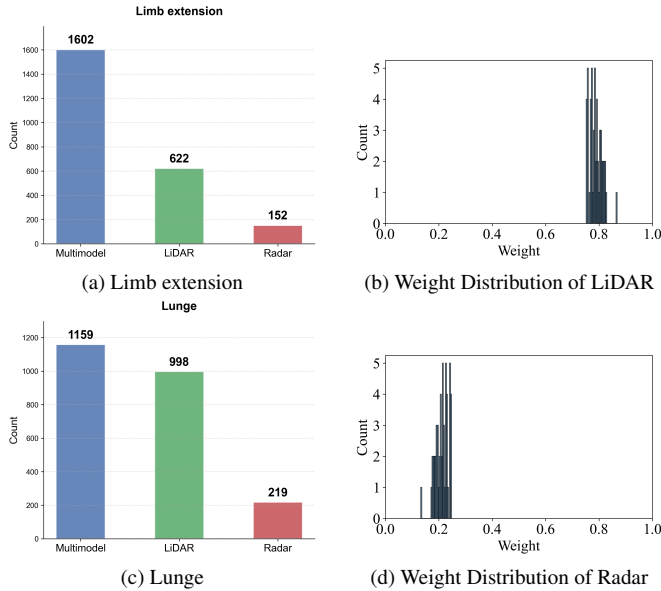 Limb extension
1602
622
152
1600
1400
1200
1000
800
600
400
200
0
Count
Multimodel LiDAR Radar
(a) Limb extension
5
4
3
2
1
0
Count
0.0 0.2 0.4 0.6 0.8 1.0
Weight
(b) Weight Distribution of LiDAR
Lunge
1159
998
219
1200
1000
800
600
400
200
0
Count
Multimodel LiDAR Radar
(c) Lunge
5
4
3
2
1
0
Count
0.0 0.2 0.4 0.6 0.8 1.0
Weight
(d) Weight Distribution of Radar